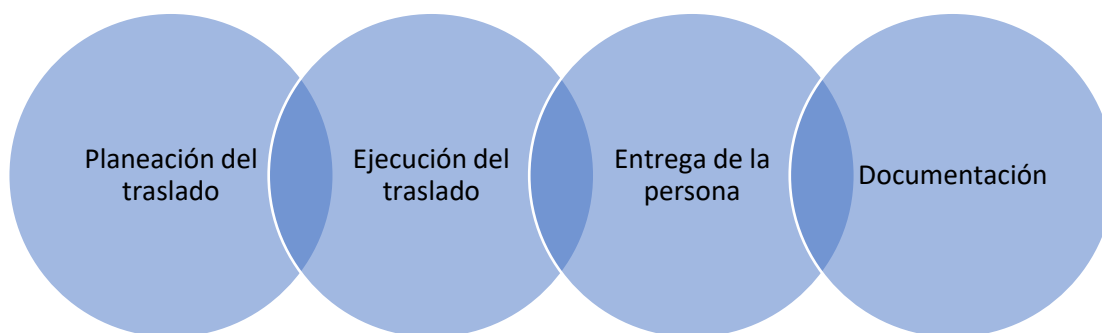 Planeación del
traslado
Ejecución del
traslado
Entrega de la
persona
Documentación